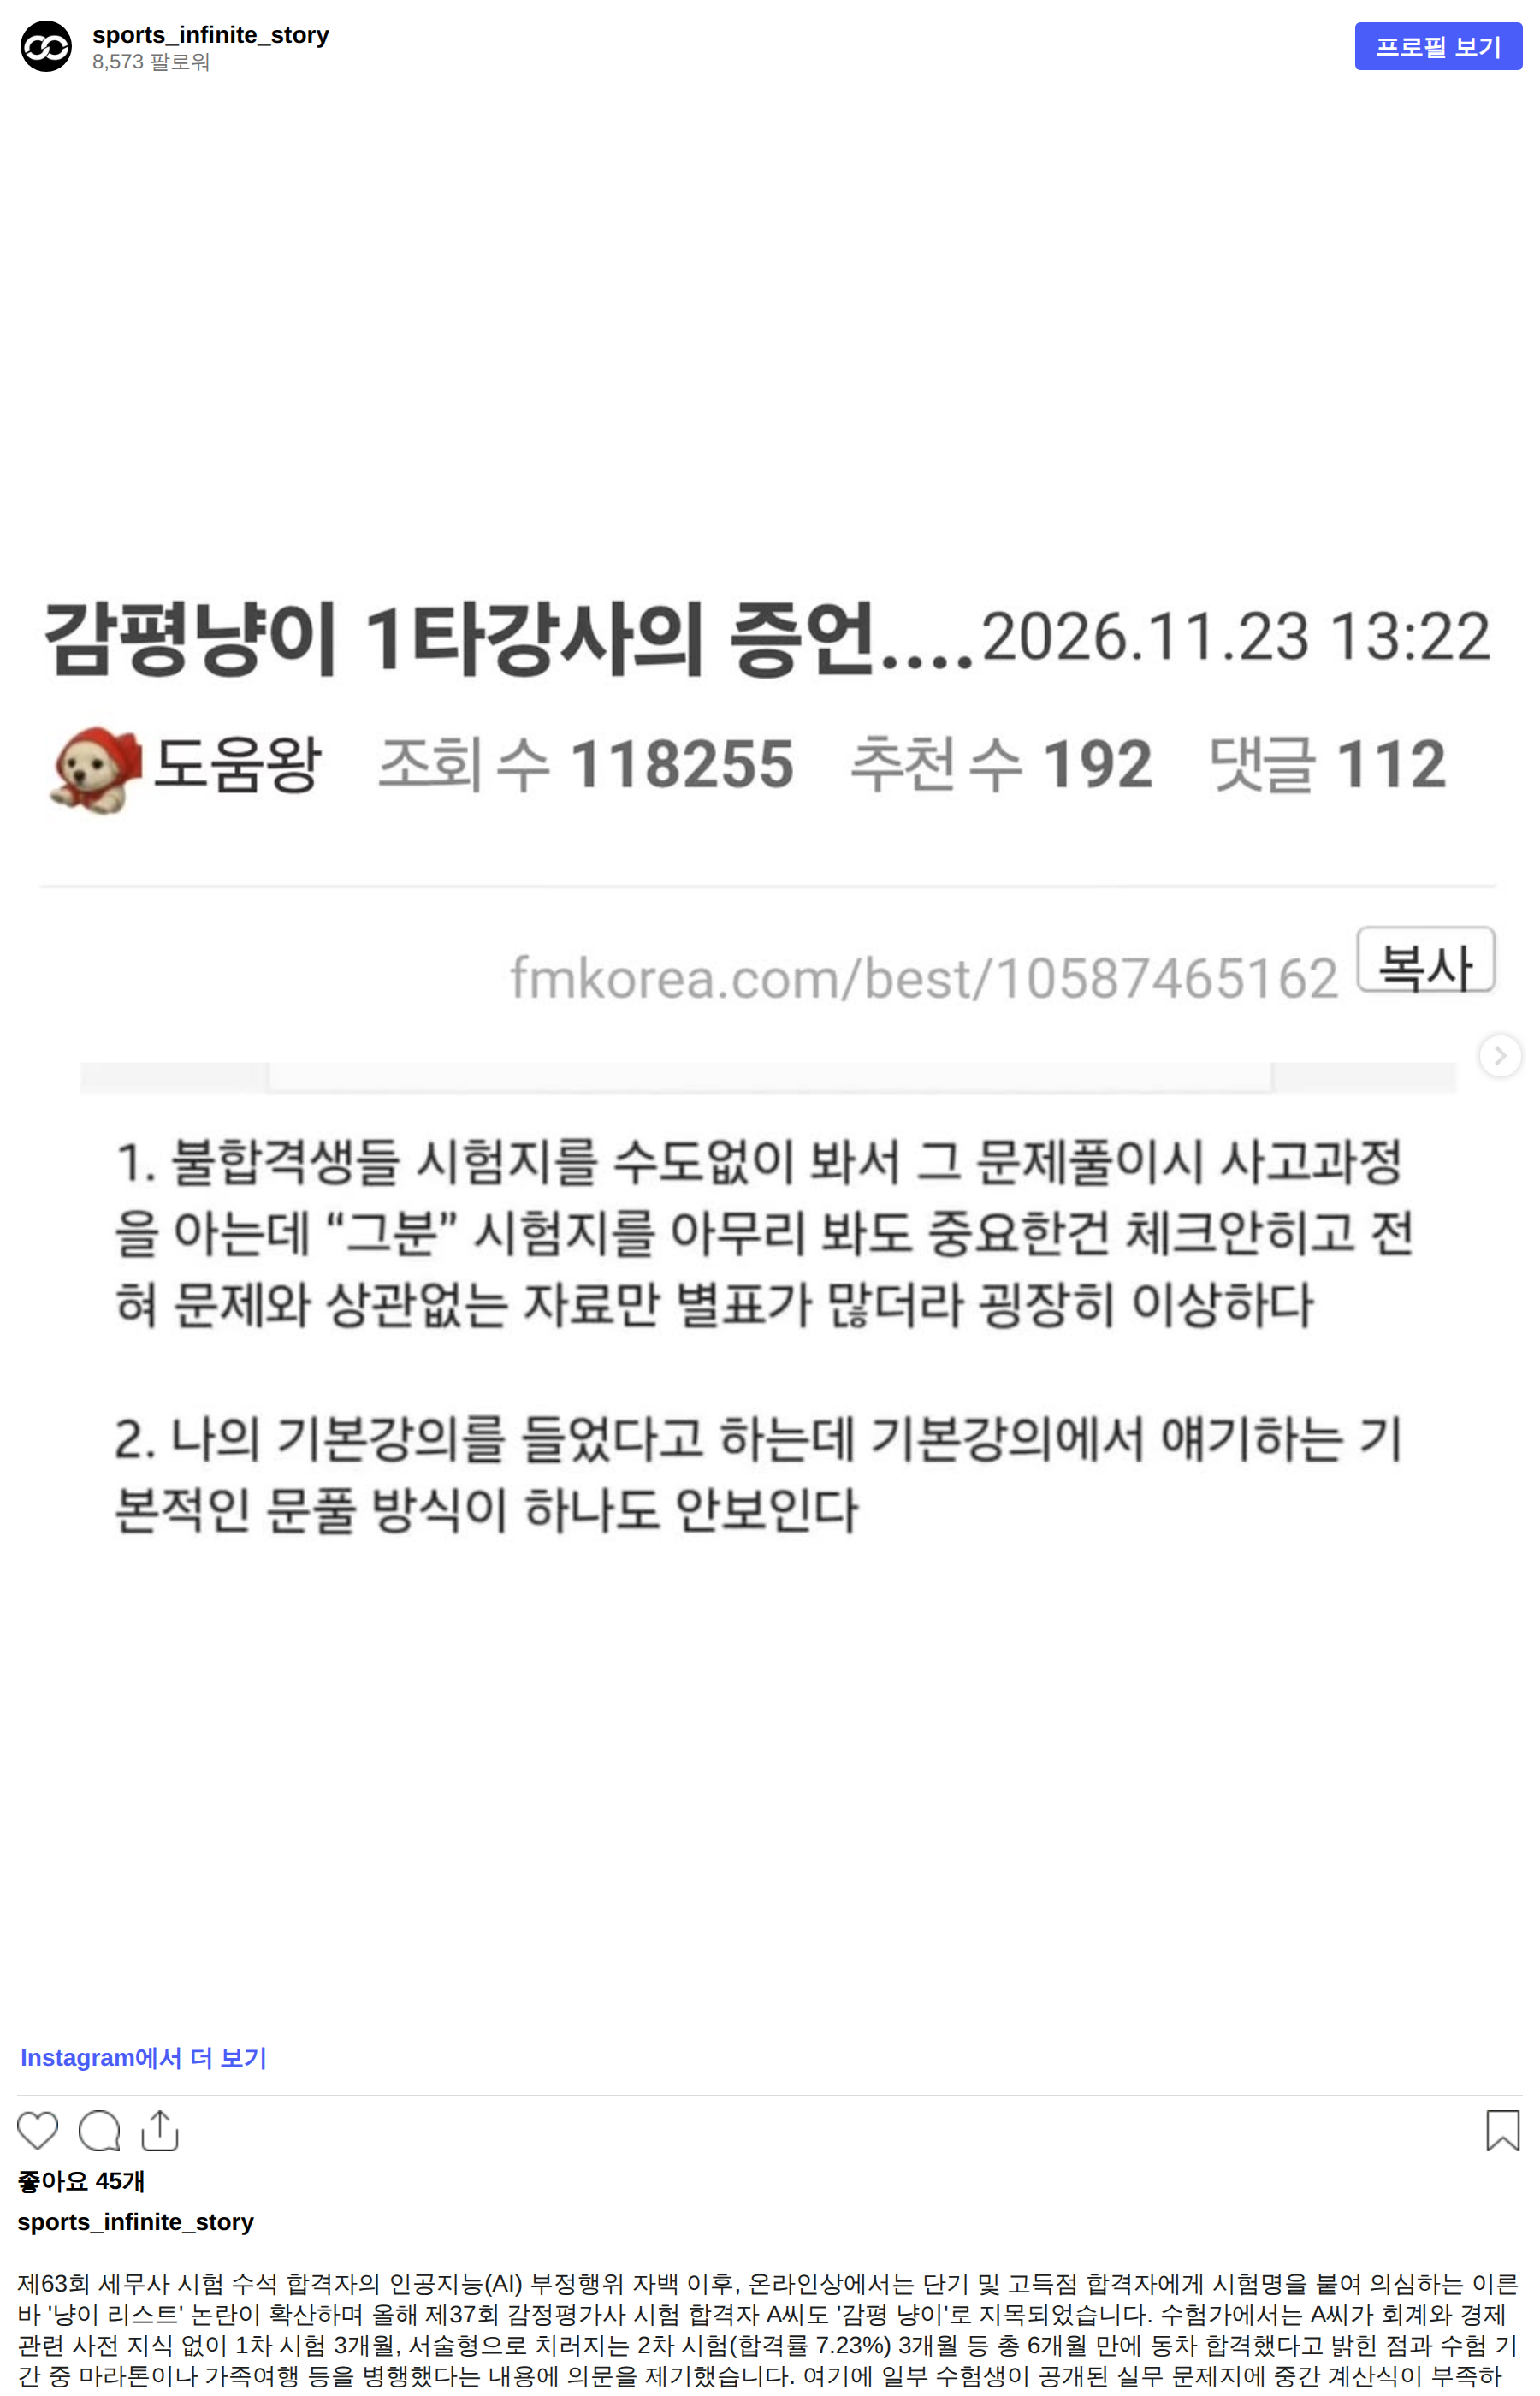 sports_infinite_story
8,573 팔로워
프로필 보기
감평냥이 1타강사의 증언....
2026.11.23 13:22
도움왕 조회 수 118255 추천 수 192 댓글 112
fmkorea.com/best/10587465162 복사
1. 불합격생들 시험지를 수도없이 봐서 그 문제풀이시 사고과정
을 아는데 “그분” 시험지를 아무리 봐도 중요한건 체크안히고 전
혀 문제와 상관없는 자료만 별표가 많더라 굉장히 이상하다
2. 나의 기본강의를 들었다고 하는데 기본강의에서 얘기하는 기
본적인 문풀 방식이 하나도 안보인다
Instagram에서 더 보기
좋아요 45개
sports_infinite_story
제63회 세무사 시험 수석 합격자의 인공지능(AI) 부정행위 자백 이후, 온라인상에서는 단기 및 고득점 합격자에게 시험명을 붙여 의심하는 이른
바 '냥이 리스트' 논란이 확산하며 올해 제37회 감정평가사 시험 합격자 A씨도 '감평 냥이'로 지목되었습니다. 수험가에서는 A씨가 회계와 경제
관련 사전 지식 없이 1차 시험 3개월, 서술형으로 치러지는 2차 시험(합격률 7.23%) 3개월 등 총 6개월 만에 동차 합격했다고 밝힌 점과 수험 기
간 중 마라톤이나 가족여행 등을 병행했다는 내용에 의문을 제기했습니다. 여기에 일부 수험생이 공개된 실무 문제지에 중간 계산식이 부족하